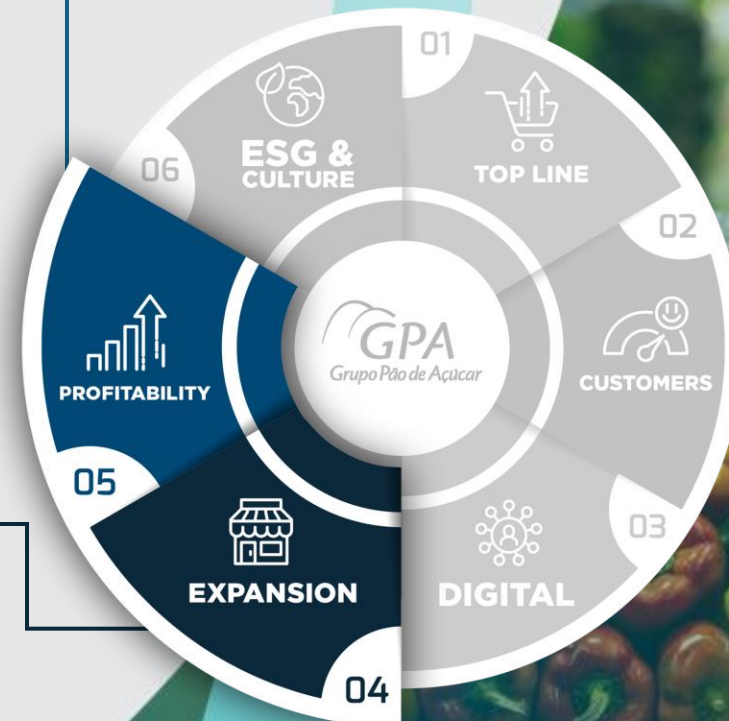 01
TOP LINE
02
CUSTOMERS
03
DIGITAL
04
EXPANSION
05
PROFITABILITY
06
ESG &
CULTURE
GPA
Grupo Pão de Açúcar